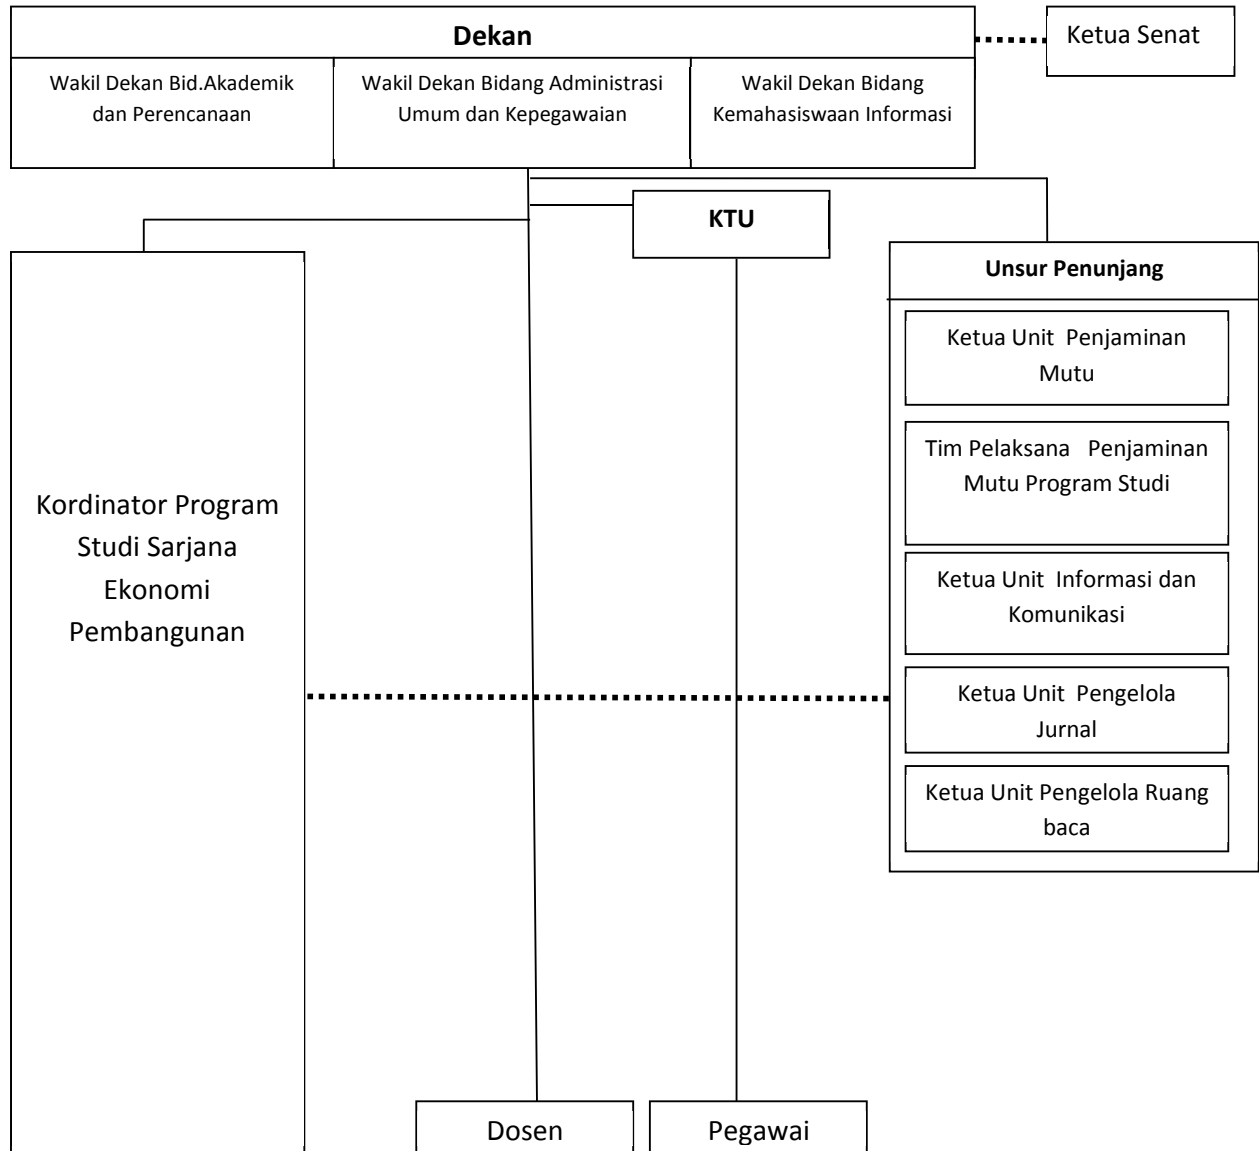 Dekan
Ketua Senat
Wakil Dekan Bid.Akademik
dan Perencanaan
Wakil Dekan Bidang Administrasi
Umum dan Kepegawaian
Wakil Dekan Bidang
Kemahasiswaan Informasi
KTU
Kordinator Program
Studi Sarjana
Ekonomi
Pembangunan
Unsur Penunjang
Ketua Unit Penjaminan
Mutu
Tim Pelaksana Penjaminan
Mutu Program Studi
Ketua Unit Informasi dan
Komunikasi
Ketua Unit Pengelola
Jurnal
Ketua Unit Pengelola Ruang
baca
Dosen
Pegawai